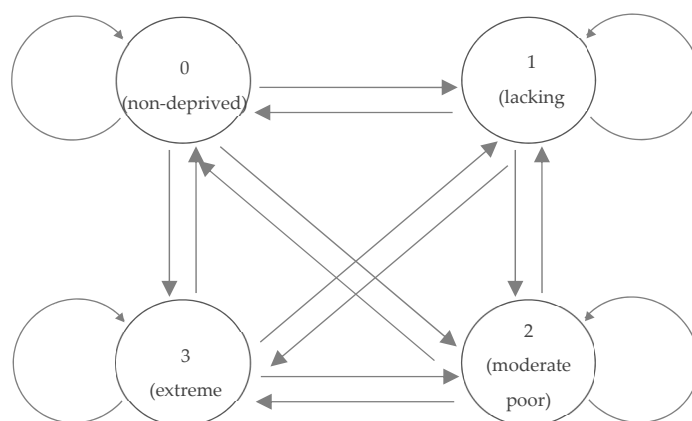 0
(non-deprived)
1
(lacking
3
(extreme
2
(moderate
poor)